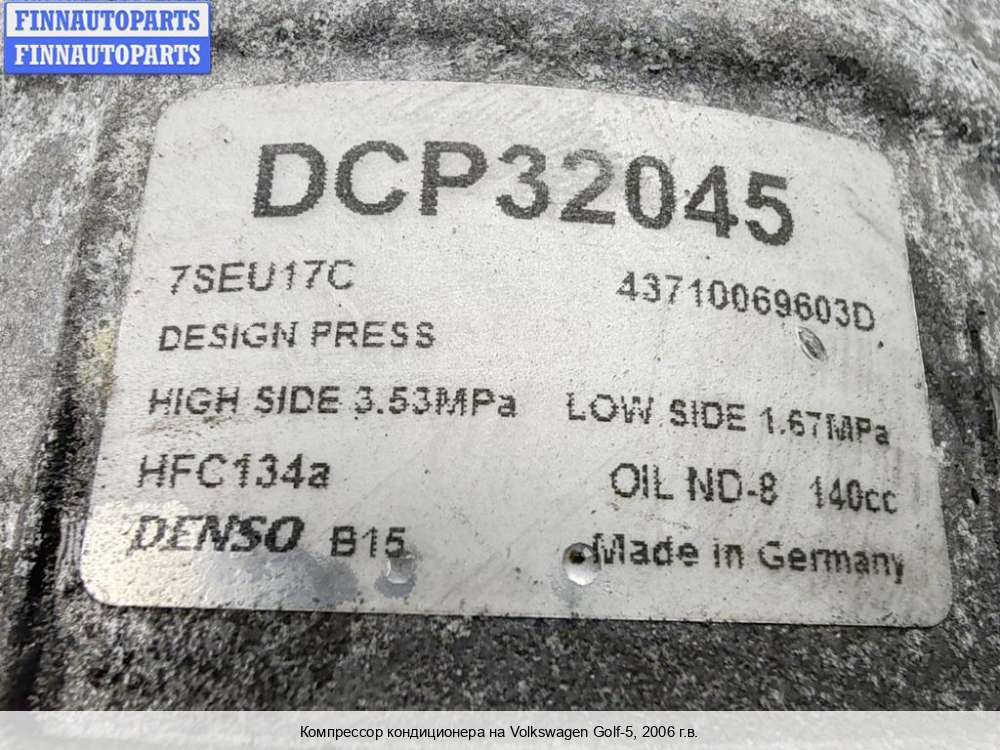 FINNAUTOPARTS
FINNAUTOPARTS
DCP32045
7SEU17C 43710069603D
DESIGN PRESS
HIGH SIDE 3.53MPa LOW SIDE 1.67MPa
HFC134a OIL ND-8 140cc
DENSO B15 Made in Germany
Компрессор кондиционера на Volkswagen Golf-5, 2006 г.в.